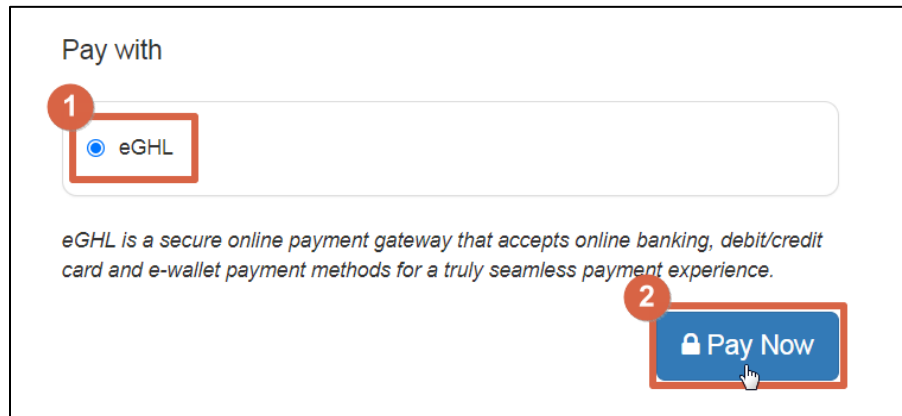 Pay with
1
eGHL
eGHL is a secure online payment gateway that accepts online banking, debit/credit
card and e-wallet payment methods for a truly seamless payment experience.
2
Pay Now